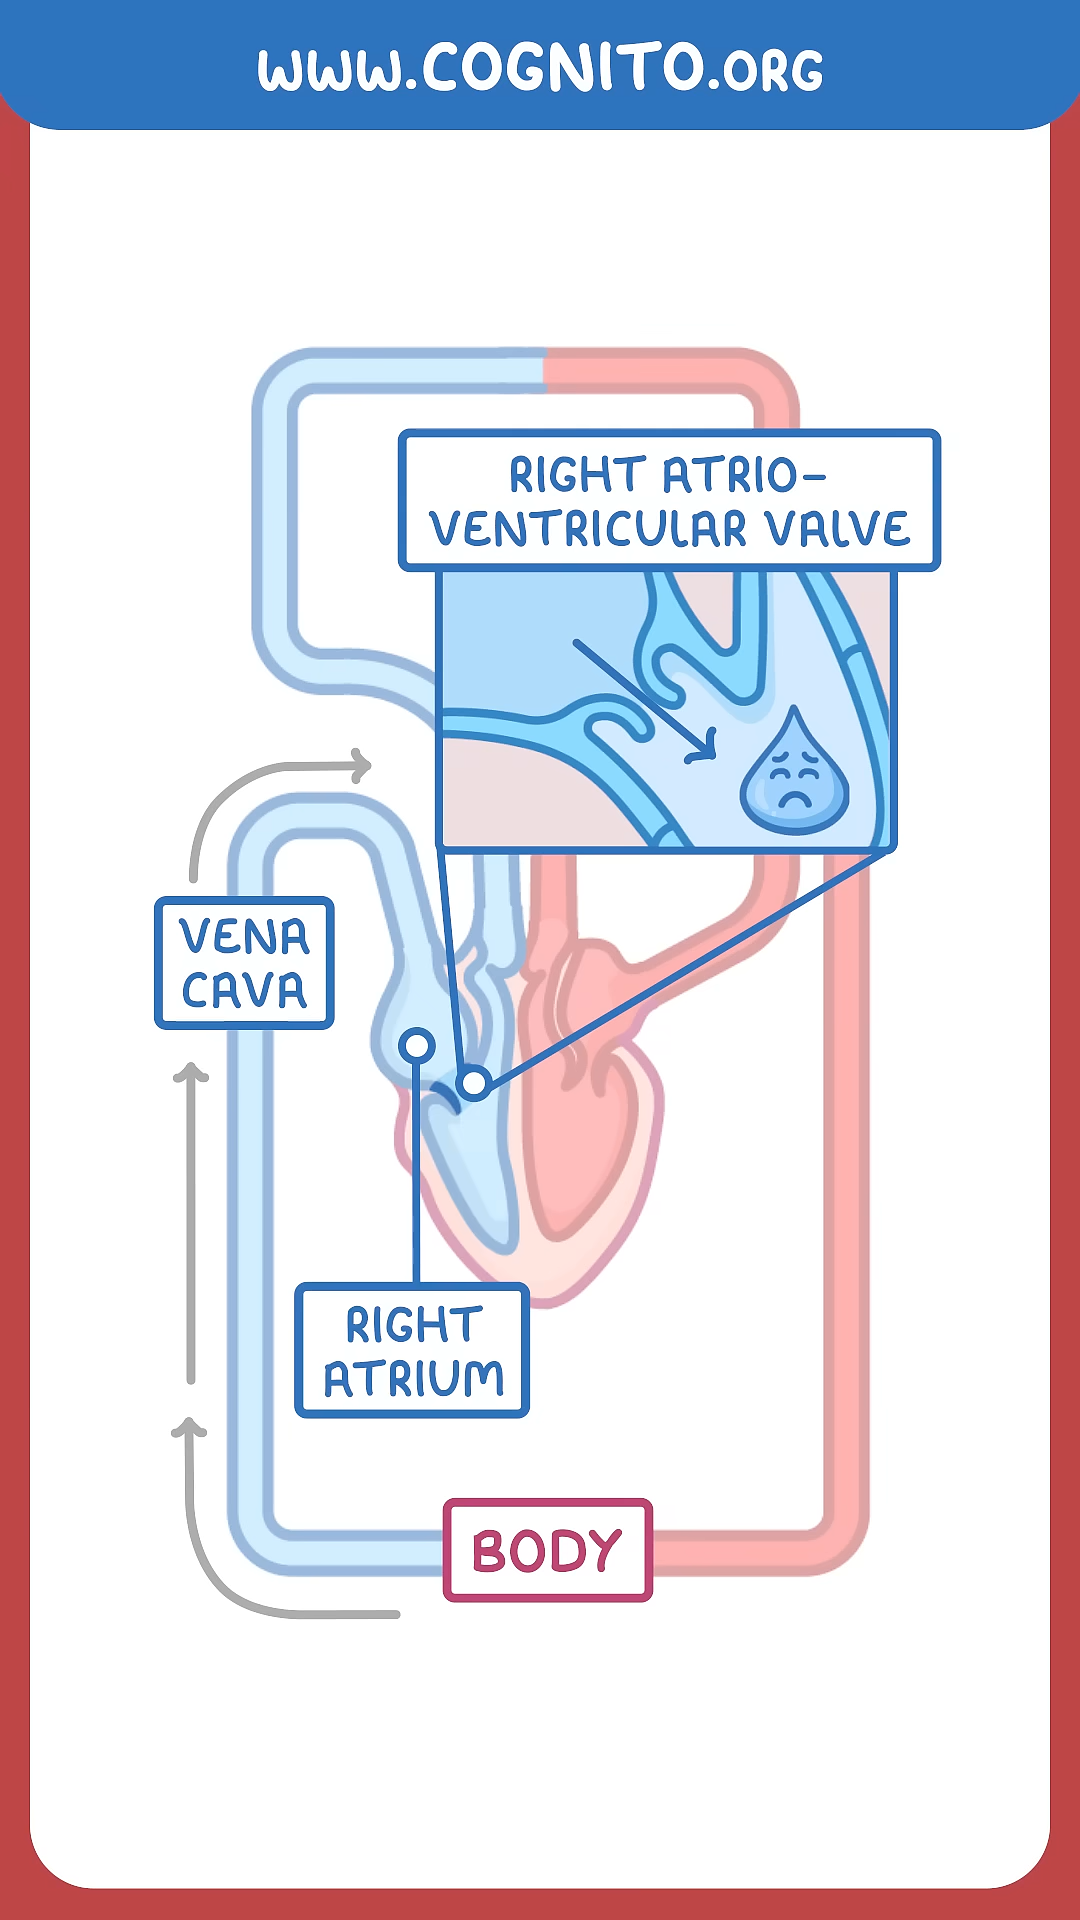 www.COGNITO.ORG
RIGHT ATRIO-
VENTRICULAR VALVE
VENA
CAVA
RIGHT
ATRIUM
BODY